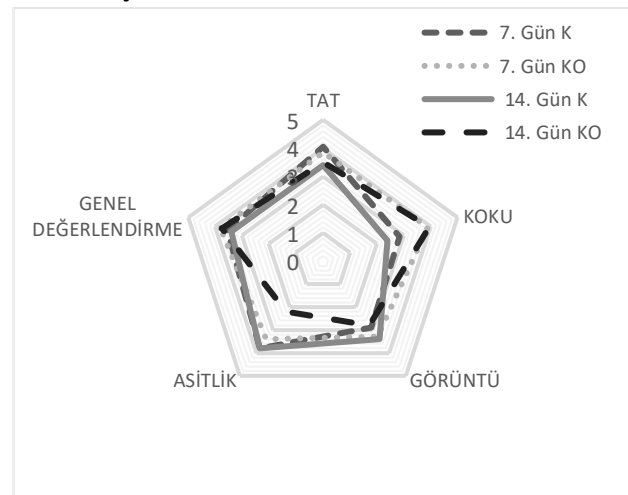 7. Gün K
7. Gün KO
14. Gün K
14. Gün KO
TAT
5
4
3
2
1
0
KOKU
GÖRÜNTÜ
ASİTLİK
GENEL
DEĞERLENDİRME